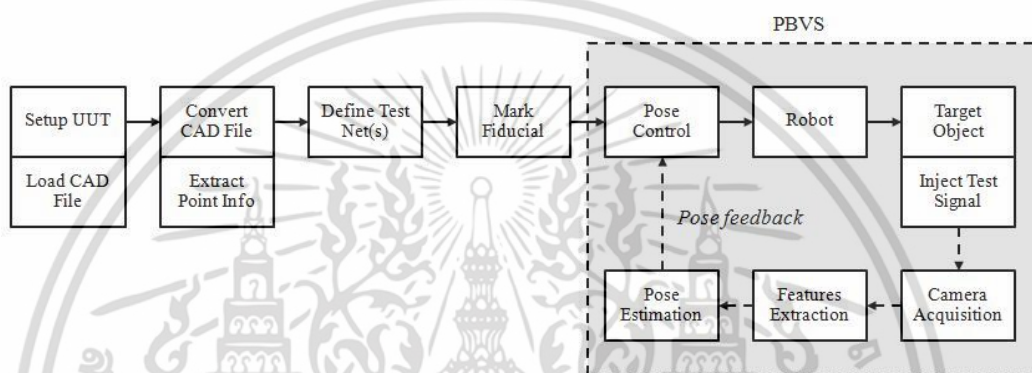 PBVS
Setup UUT
Load CAD
File
Convert
CAD File
Extract
Point Info
Define Test
Net(s)
Mark
Fiducial
Pose
Control
Robot
Target
Object
Inject Test
Signal
Pose feedback
Pose
Estimation
Features
Extraction
Camera
Acquisition